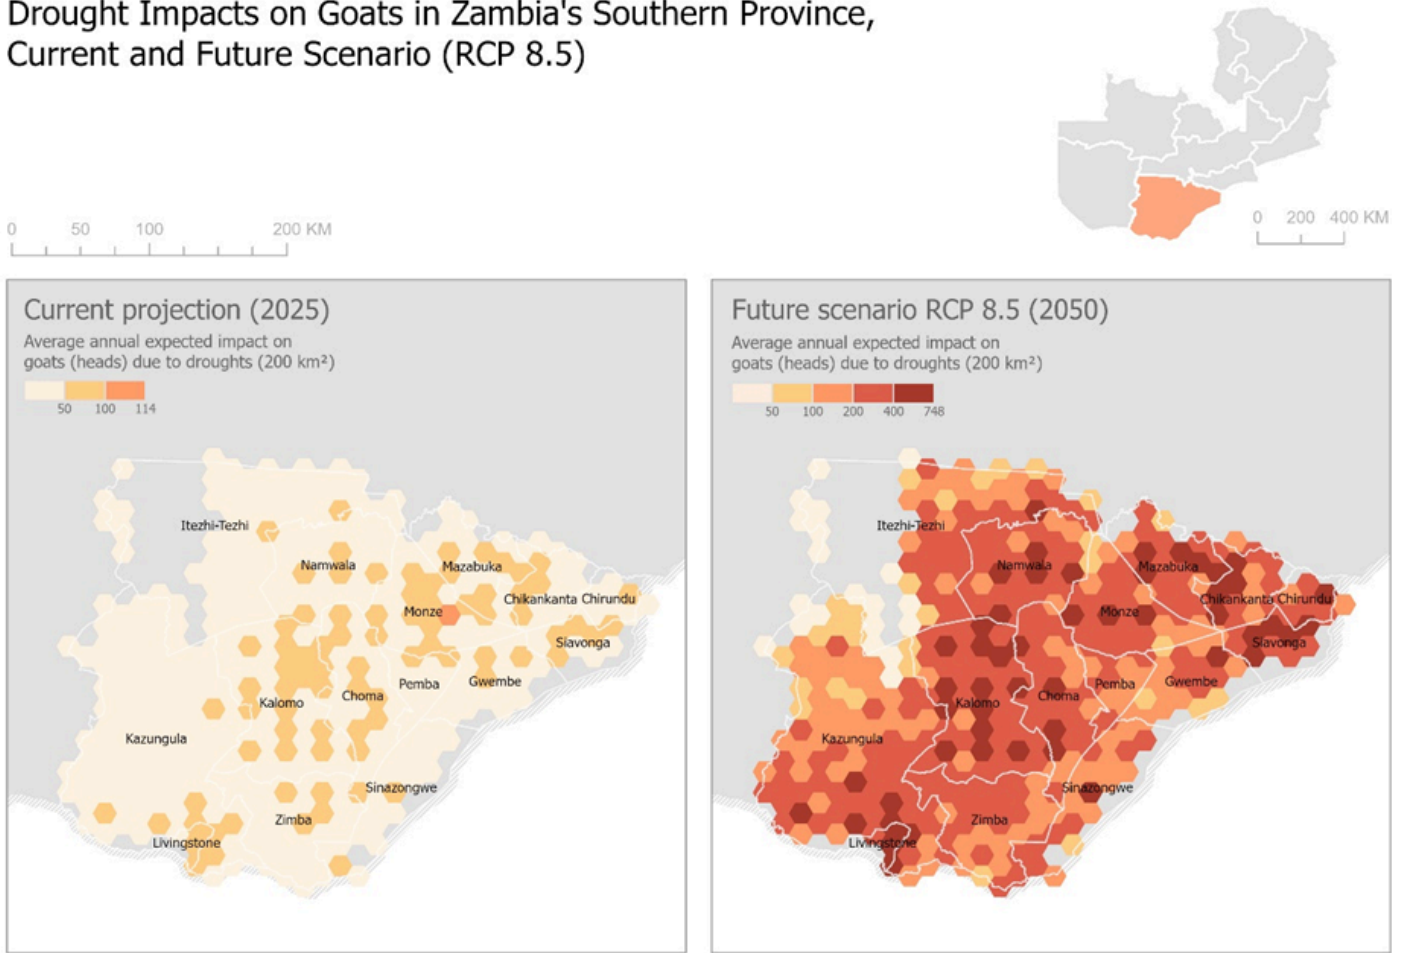 Drought Impacts on Goats in Zambia's Southern Province,
Current and Future Scenario (RCP 8.5)
0 50 100 200 KM
0 200 400 KM
Current projection (2025)
Average annual expected impact on
goats (heads) due to droughts (200 km²)
50 100 114
Itezhi-Tezhi
Namwala
Mazabuka
Chikankanta Chirundu
Monze
Siavonga
Gwembe
Pemba
Choma
Kalomo
Kazungula
Sinazongwe
Zimba
Livingstone
Future scenario RCP 8.5 (2050)
Average annual expected impact on
goats (heads) due to droughts (200 km²)
50 100 200 400 748
Itezhi-Tezhi
Namwala
Mazabuka
Chikankanta Chirundu
Monze
Siavonga
Gwembe
Pemba
Choma
Kalomo
Kazungula
Sinazongwe
Zimba
Livingstone